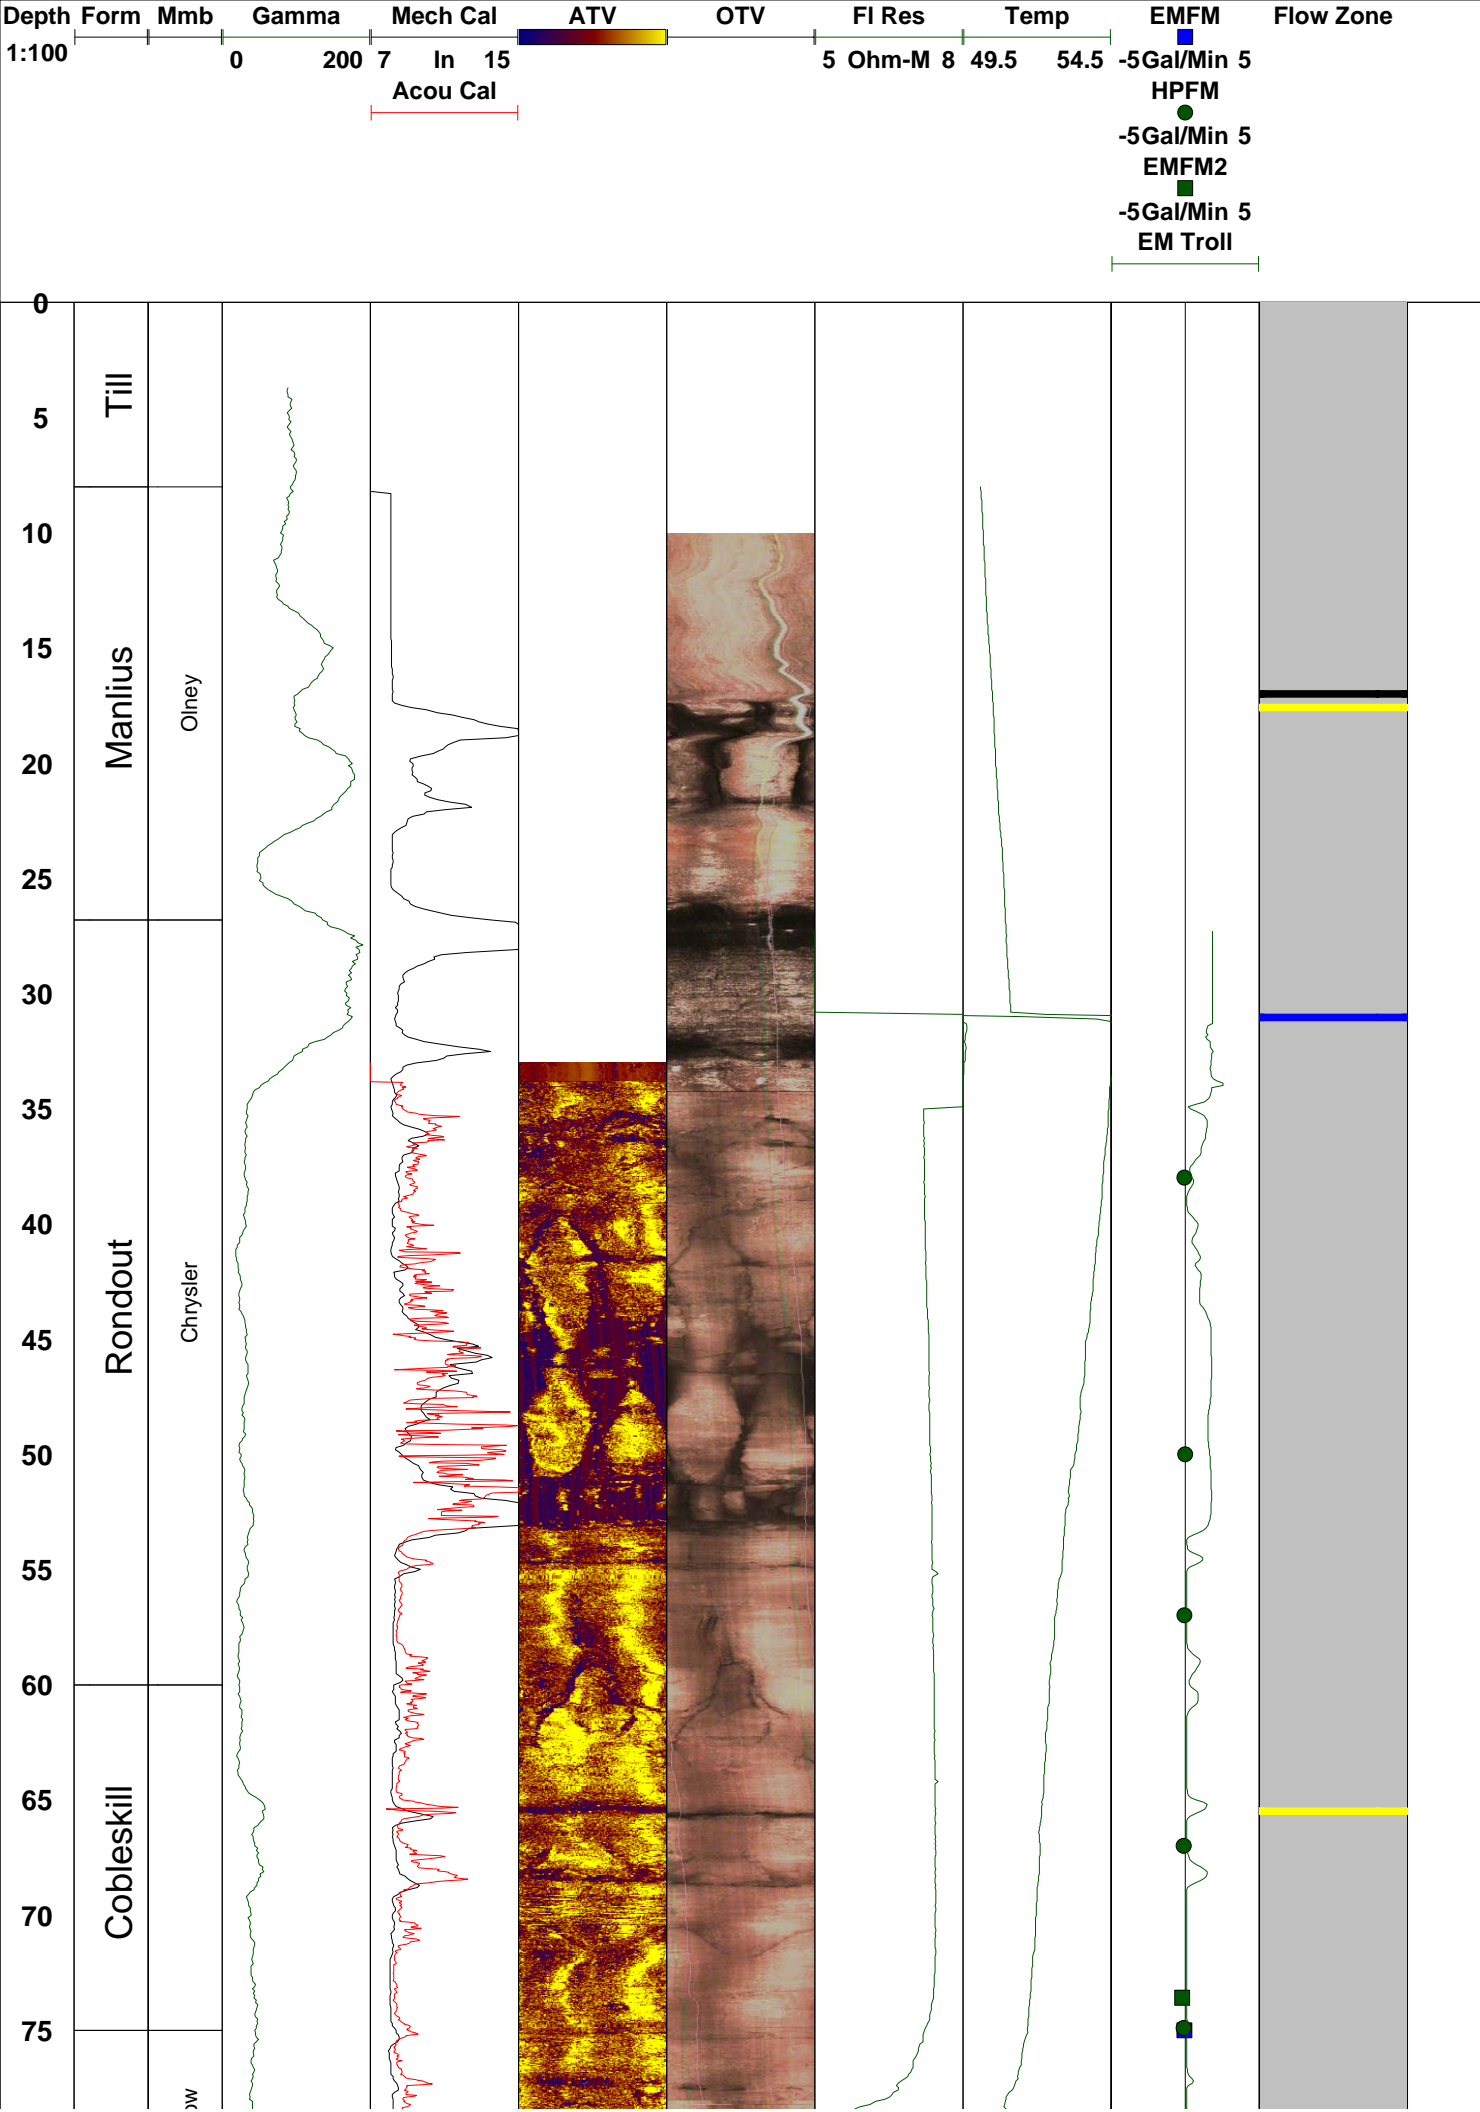 Depth Form Mmb Gamma Mech Cal ATV OTV Fl Res Temp EMFM Flow Zone
1:100 0 200 7 In 15 5 Ohm-M 8 49.5 54.5 -5Gal/Min 5
Acou Cal HPFM
-5Gal/Min 5
EMFM2
-5Gal/Min 5
EM Troll
0
Till
5
10
15
Manlius Olney
20
25
30
35
40
Rondout Chrysler
45
50
55
60
65
Cobleskill
70
75
ow